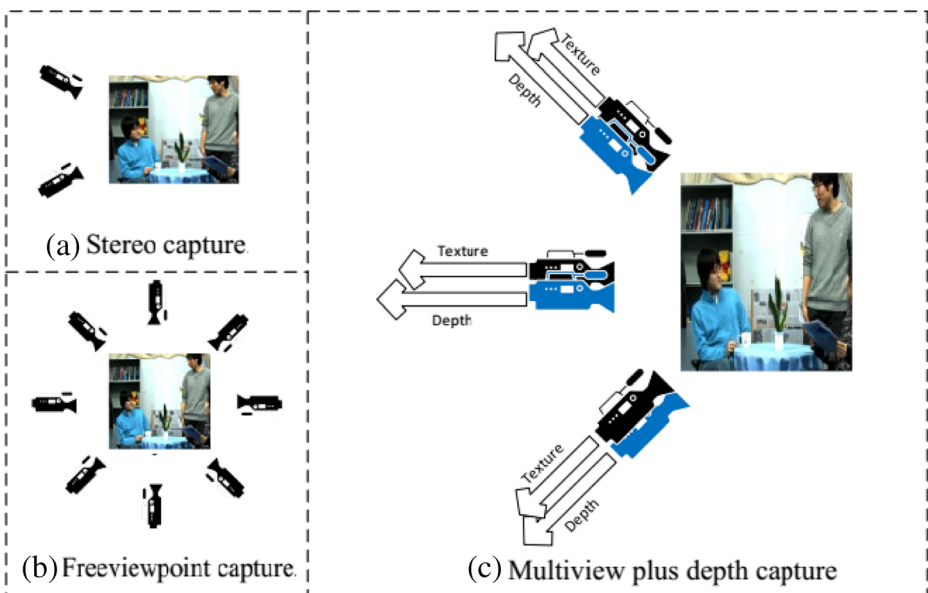 (a) Stereo capture.
(b) Freeviewpoint capture.
Texture
Depth
Texture
Depth
Texture
Depth
(c) Multiview plus depth capture